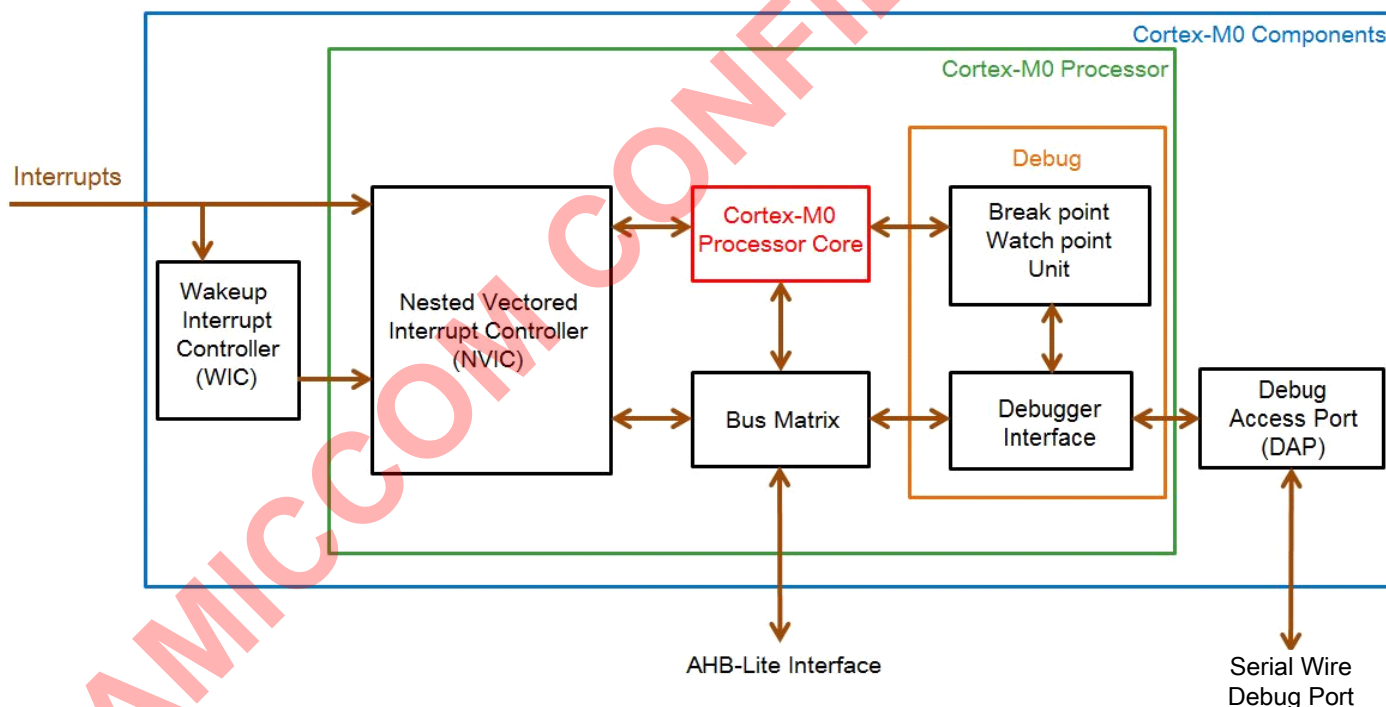 Cortex-M0 Components
Cortex-M0 Processor
Debug
Interrupts
Wakeup
Interrupt
Controller
(WIC)
Nested Vectored
Interrupt Controller
(NVIC)
Cortex-M0
Processor Core
Break point
Watch point
Unit
Bus Matrix
Debugger
Interface
Debug
Access Port
(DAP)
AHB-Lite Interface
Serial Wire
Debug Port
AMICCOM CONFI